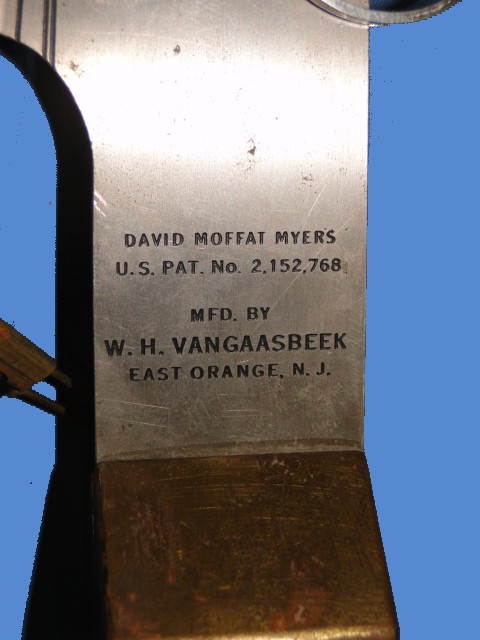 DAVID MOFFAT MYERS
U.S. PAT. No. 2,152,768
MFD. BY
W. H. VANGAASBEEK
EAST ORANGE, N. J.